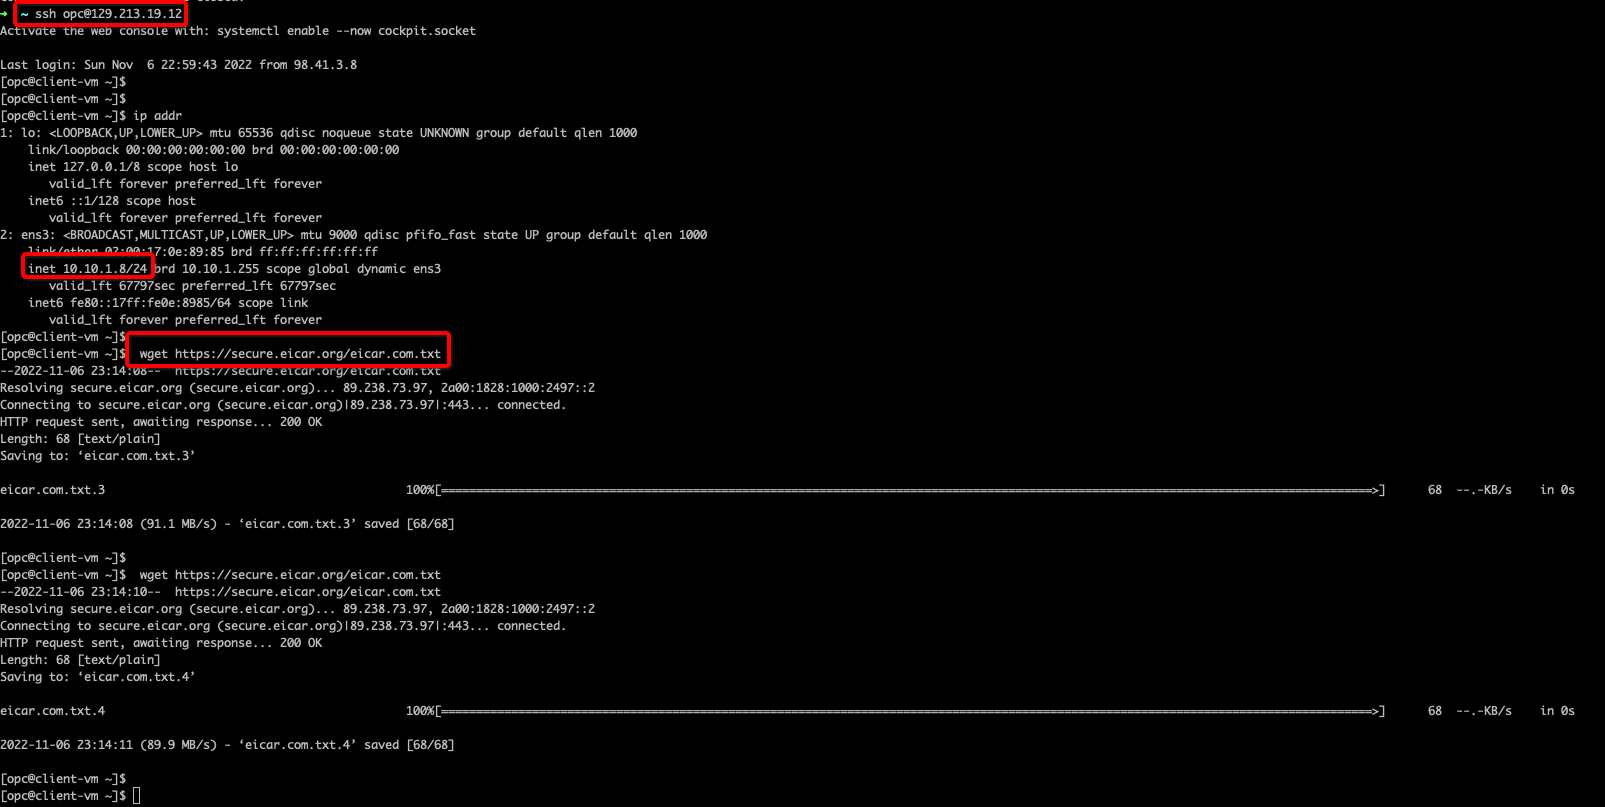 → ~ ssh opc@129.213.19.12
Activate the web console with: systemctl enable --now cockpit.socket
Last login: Sun Nov  6 22:59:43 2022 from 98.41.3.8
[opc@client-vm ~]$
[opc@client-vm ~]$
[opc@client-vm ~]$ ip addr
1: lo: <LOOPBACK,UP,LOWER_UP> mtu 65536 qdisc noqueue state UNKNOWN group default qlen 1000
    link/loopback 00:00:00:00:00:00 brd 00:00:00:00:00:00
    inet 127.0.0.1/8 scope host lo
       valid_lft forever preferred_lft forever
    inet6 ::1/128 scope host
       valid_lft forever preferred_lft forever
2: ens3: <BROADCAST,MULTICAST,UP,LOWER_UP> mtu 9000 qdisc pfifo_fast state UP group default qlen 1000
    link/ether 02:00:17:0e:89:85 brd ff:ff:ff:ff:ff:ff
    inet 10.10.1.8/24 brd 10.10.1.255 scope global dynamic ens3
       valid_lft 67797sec preferred_lft 67797sec
    inet6 fe80::17ff:fe0e:8985/64 scope link
       valid_lft forever preferred_lft forever
[opc@client-vm ~]$
[opc@client-vm ~]$  wget https://secure.eicar.org/eicar.com.txt
--2022-11-06 23:14:08--  https://secure.eicar.org/eicar.com.txt
Resolving secure.eicar.org (secure.eicar.org)... 89.238.73.97, 2a00:1828:1000:2497::2
Connecting to secure.eicar.org (secure.eicar.org)|89.238.73.97|:443... connected.
HTTP request sent, awaiting response... 200 OK
Length: 68 [text/plain]
Saving to: ‘eicar.com.txt.3’
eicar.com.txt.3 100%[===================>] 68 --.-KB/s in 0s
2022-11-06 23:14:08 (91.1 MB/s) - ‘eicar.com.txt.3’ saved [68/68]
[opc@client-vm ~]$
[opc@client-vm ~]$  wget https://secure.eicar.org/eicar.com.txt
--2022-11-06 23:14:10--  https://secure.eicar.org/eicar.com.txt
Resolving secure.eicar.org (secure.eicar.org)... 89.238.73.97, 2a00:1828:1000:2497::2
Connecting to secure.eicar.org (secure.eicar.org)|89.238.73.97|:443... connected.
HTTP request sent, awaiting response... 200 OK
Length: 68 [text/plain]
Saving to: ‘eicar.com.txt.4’
eicar.com.txt.4 100%[===================>] 68 --.-KB/s in 0s
2022-11-06 23:14:11 (89.9 MB/s) - ‘eicar.com.txt.4’ saved [68/68]
[opc@client-vm ~]$
[opc@client-vm ~]$